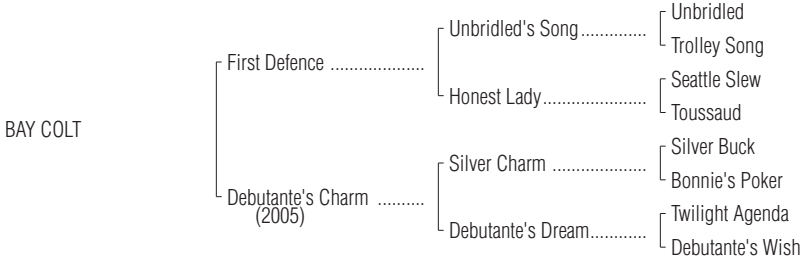 Unbridled
Unbridled's Song..............
Trolley Song
First Defence ....................
Seattle Slew
Honest Lady......................
Toussaud
BAY COLT
Silver Buck
Silver Charm ....................
Bonnie's Poker
Debutante's Charm ..........
(2005)
Twilight Agenda
Debutante's Dream............
Debutante's Wish